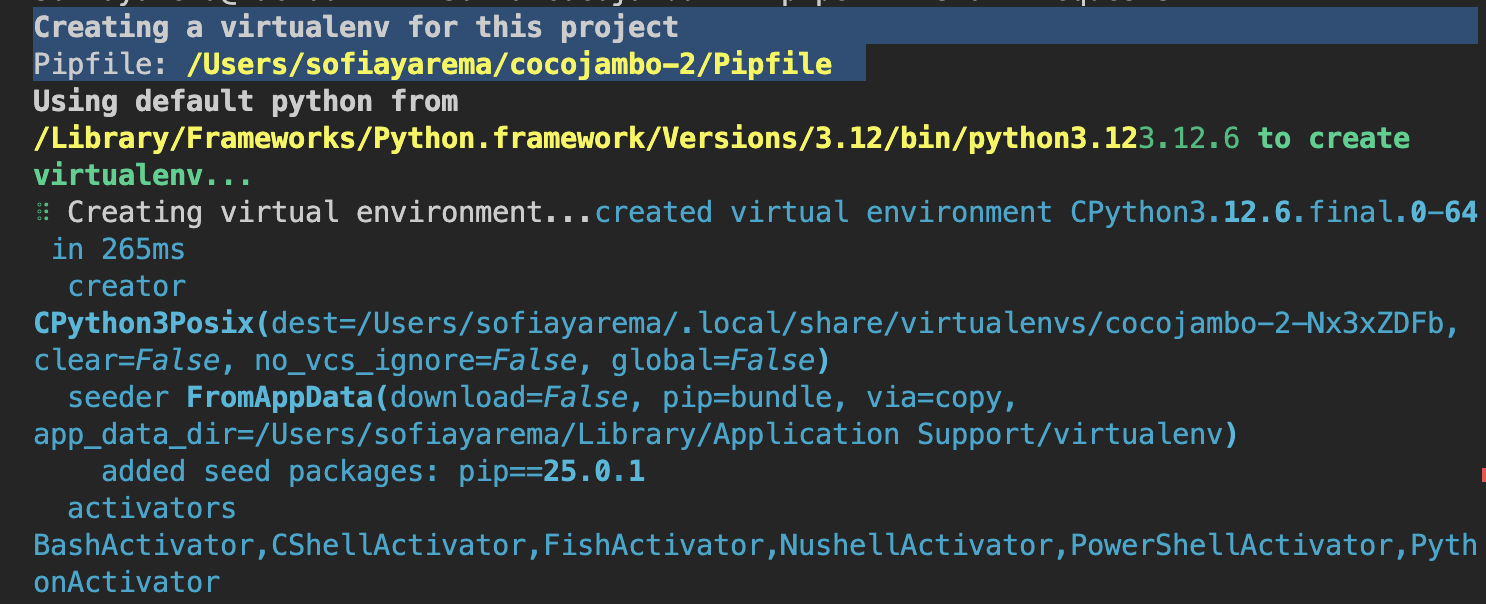 Creating a virtualenv for this project
Pipfile: /Users/sofiayarema/cocojambo-2/Pipfile
Using default python from
/Library/Frameworks/Python.framework/Versions/3.12/bin/python3.123.12.6 to create
virtualenv...
⠿ Creating virtual environment...created virtual environment CPython3.12.6.final.0-64
in 265ms
creator
CPython3Posix(dest=/Users/sofiayarema/.local/share/virtualenvs/cocojambo-2-Nx3xZDFb,
clear=False, no_vcs_ignore=False, global=False)
seeder FromAppData(download=False, pip=bundle, via=copy,
app_data_dir=/Users/sofiayarema/Library/Application Support/virtualenv)
added seed packages: pip==25.0.1
activators
BashActivator,CShellActivator,FishActivator,NushellActivator,PowerShellActivator,Pyth
onActivator